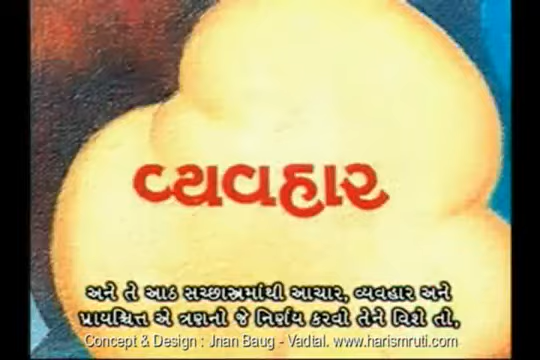 વ્યવહાર
અને તે આઠ સચ્છાસ્ત્રમાંથી આચાર, વ્યવહાર અને
પ્રાયશ્ચિત્ત એ ત્રણનો જે નિર્ણય કરવો તેને વિશે તો,
Concept & Design : Jnan Baug - Vadtal. www.harismruti.com